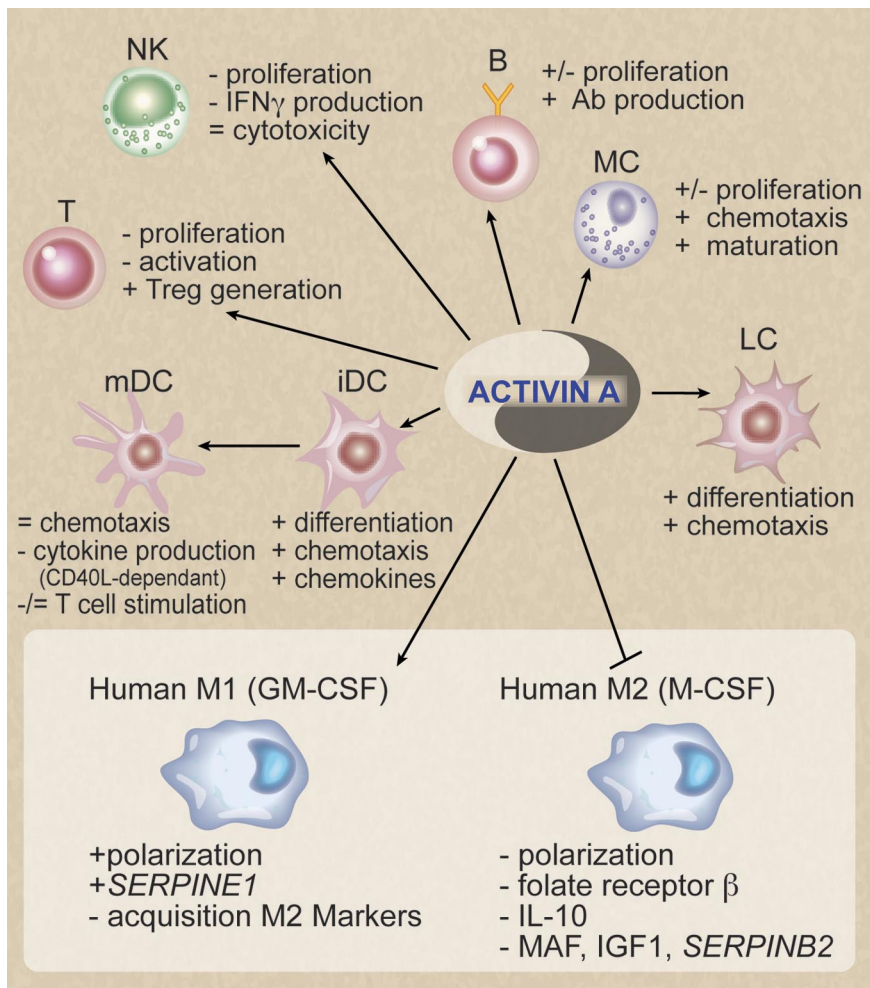 NK
- proliferation
- IFNγ production
= cytotoxicity
B
+/- proliferation
+ Ab production
MC
+/- proliferation
+ chemotaxis
+ maturation
T
- proliferation
- activation
+ Treg generation
ACTIVIN A
LC
+ differentiation
+ chemotaxis
mDC
= chemotaxis
- cytokine production
(CD40L-dependant)
-/= T cell stimulation
iDC
+ differentiation
+ chemotaxis
+ chemokines
Human M1 (GM-CSF)
+polarization
+SERPINE1
- acquisition M2 Markers
Human M2 (M-CSF)
- polarization
- folate receptor β
- IL-10
- MAF, IGF1, SERPINB2